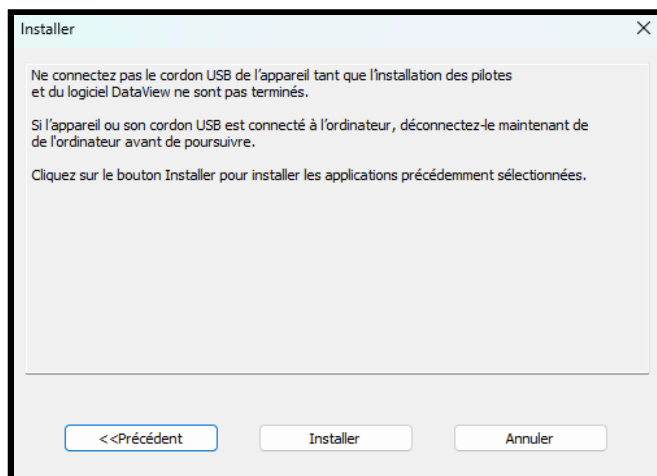 Installer
Ne connectez pas le cordon USB de l'appareil tant que l'installation des pilotes
et du logiciel DataView ne sont pas terminés.
Si l'appareil ou son cordon USB est connecté à l'ordinateur, déconnectez-le maintenant de
de l'ordinateur avant de poursuivre.
Cliquez sur le bouton Installer pour installer les applications précédemment sélectionnées.
<<Précédent
Installer
Annuler